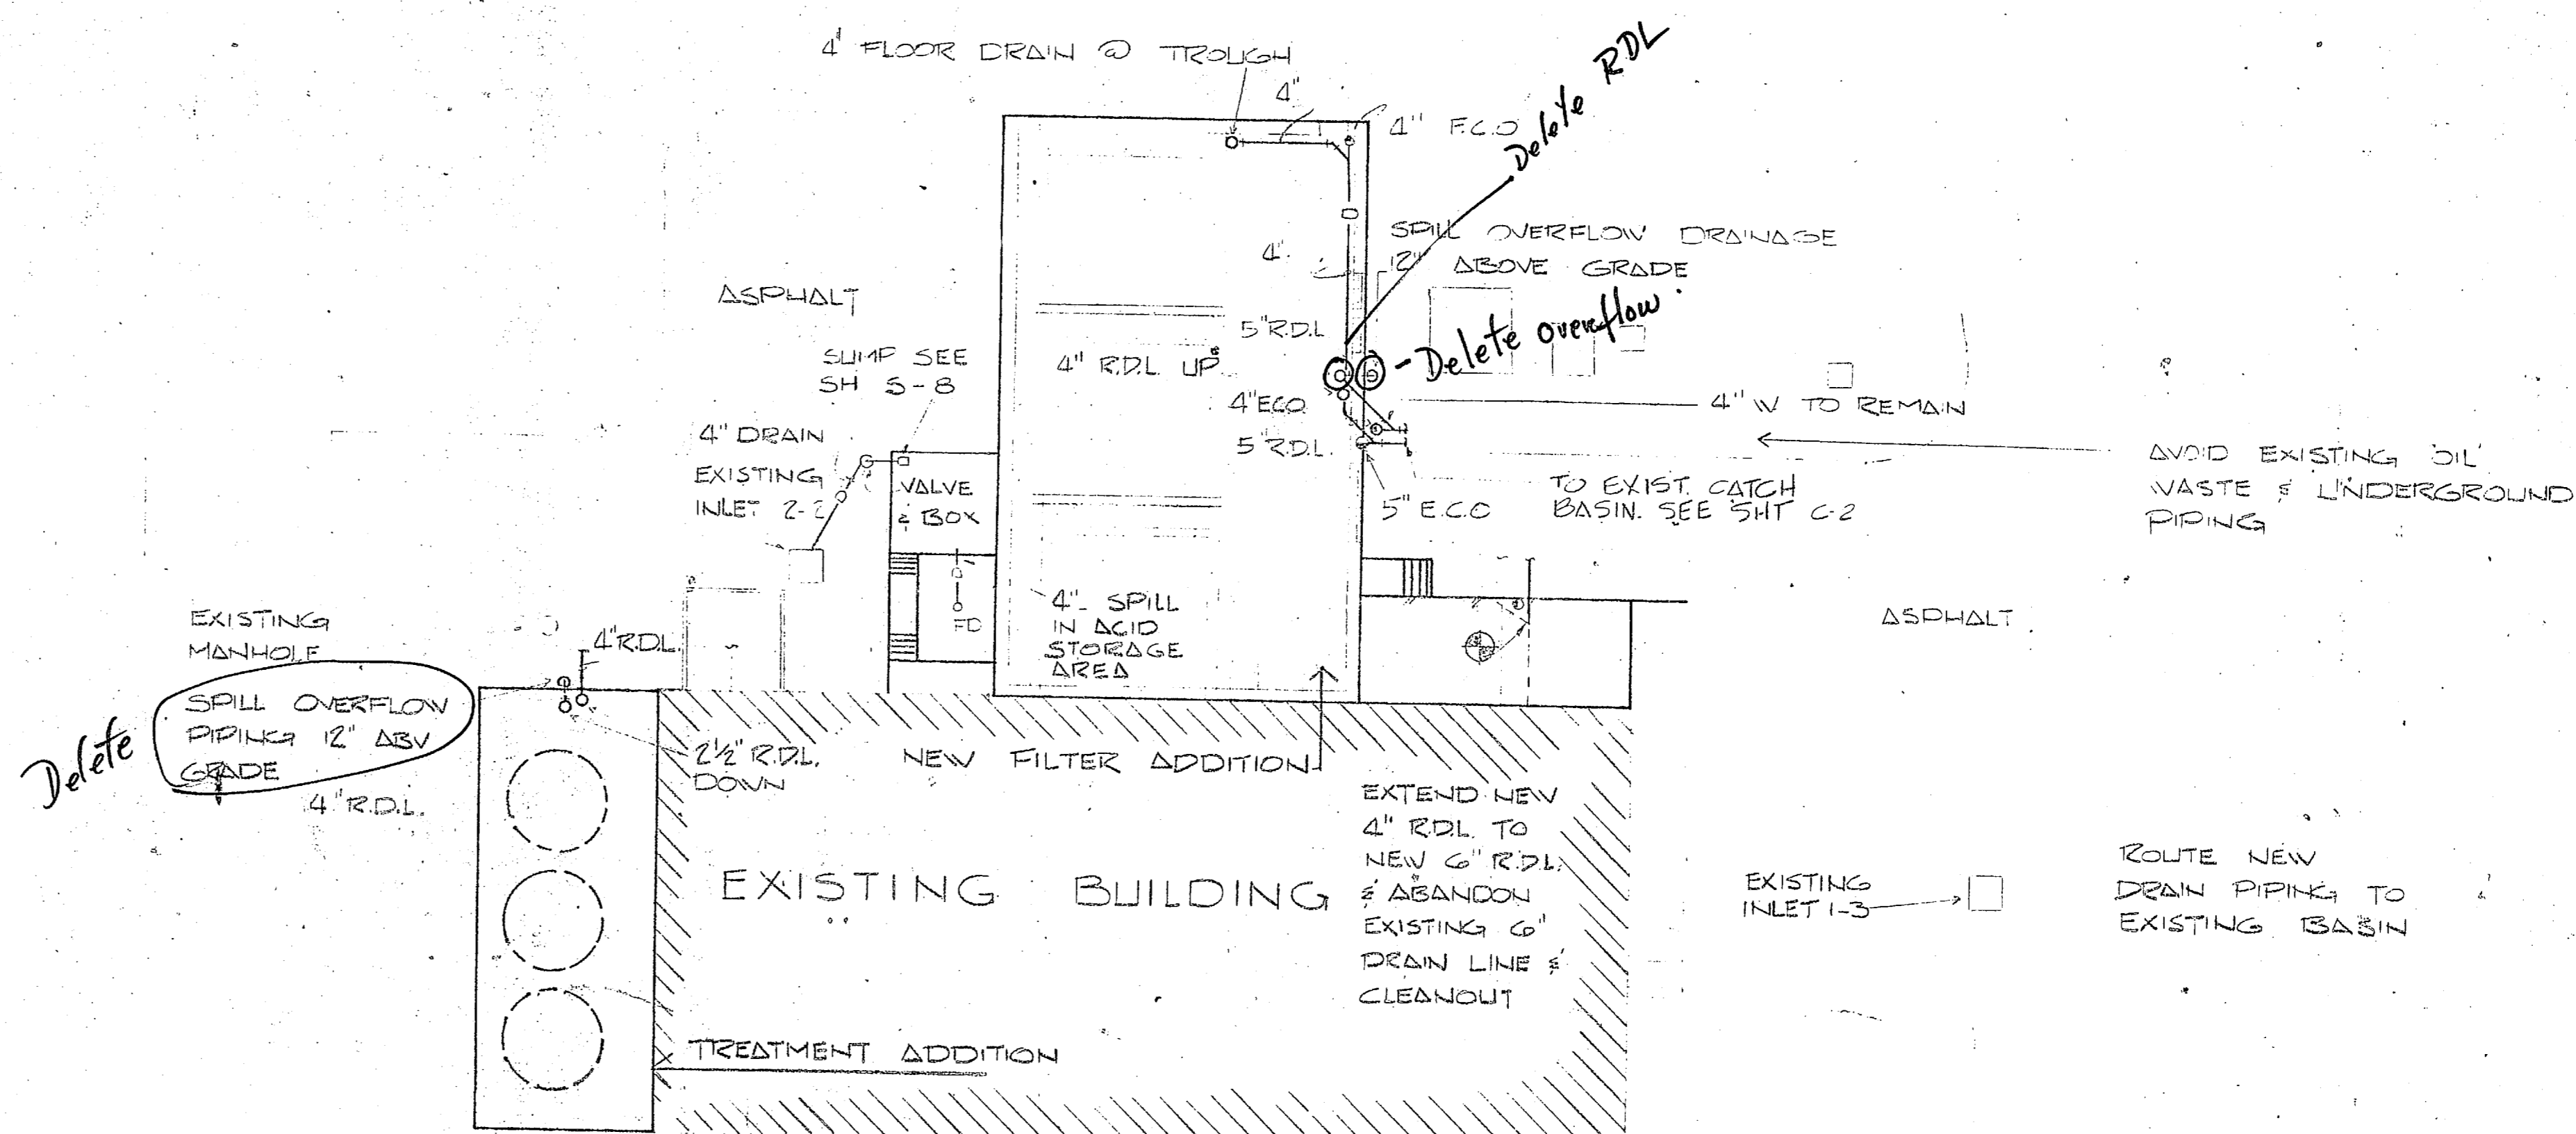 4' FLOOR DRAIN @ TROUGH
4"
4" F.C.O
Delete RDL
SPILL OVERFLOW DRAINAGE
12" ABOVE GRADE
4"
ASPHALT
5" R.D.L
Delete overflow
SUMP SEE
SH S-8
4" R.D.L. UP
4" E.C.O.
4" W TO REMAIN
5" R.D.L.
4" DRAIN
EXISTING
INLET 2-2
VALVE
& BOX
5" E.C.O
TO EXIST. CATCH
BASIN. SEE SHT C-2
AVOID EXISTING OIL
WASTE & UNDERGROUND
PIPING
FD
4" SPILL
IN ACID
STORAGE
AREA
ASPHALT
EXISTING
MANHOLE
4" R.D.L.
Delete
SPILL OVERFLOW
PIPING 12" ABV
GRADE
4" R.D.L.
2½" R.D.L.
DOWN
NEW FILTER ADDITION
EXTEND NEW
4" R.D.L. TO
NEW 6" R.D.L.
& ABANDON
EXISTING 6"
DRAIN LINE &
CLEANOUT
EXISTING BUILDING
EXISTING
INLET 1-3
ROUTE NEW
DRAIN PIPING TO
EXISTING BASIN
TREATMENT ADDITION